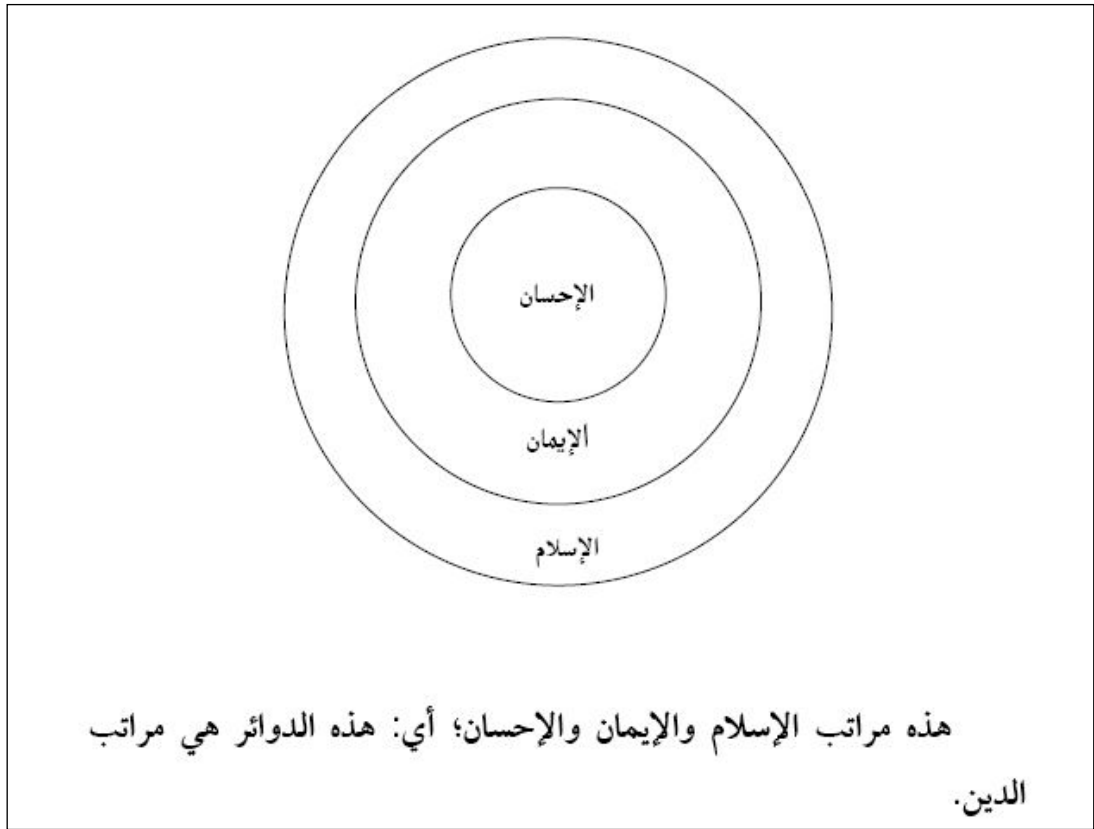 الإحسان
الإيمان
الإسلام
هذه مراتب الإسلام والإيمان والإحسان؛ أي: هذه الدوائر هي مراتب
الدين.